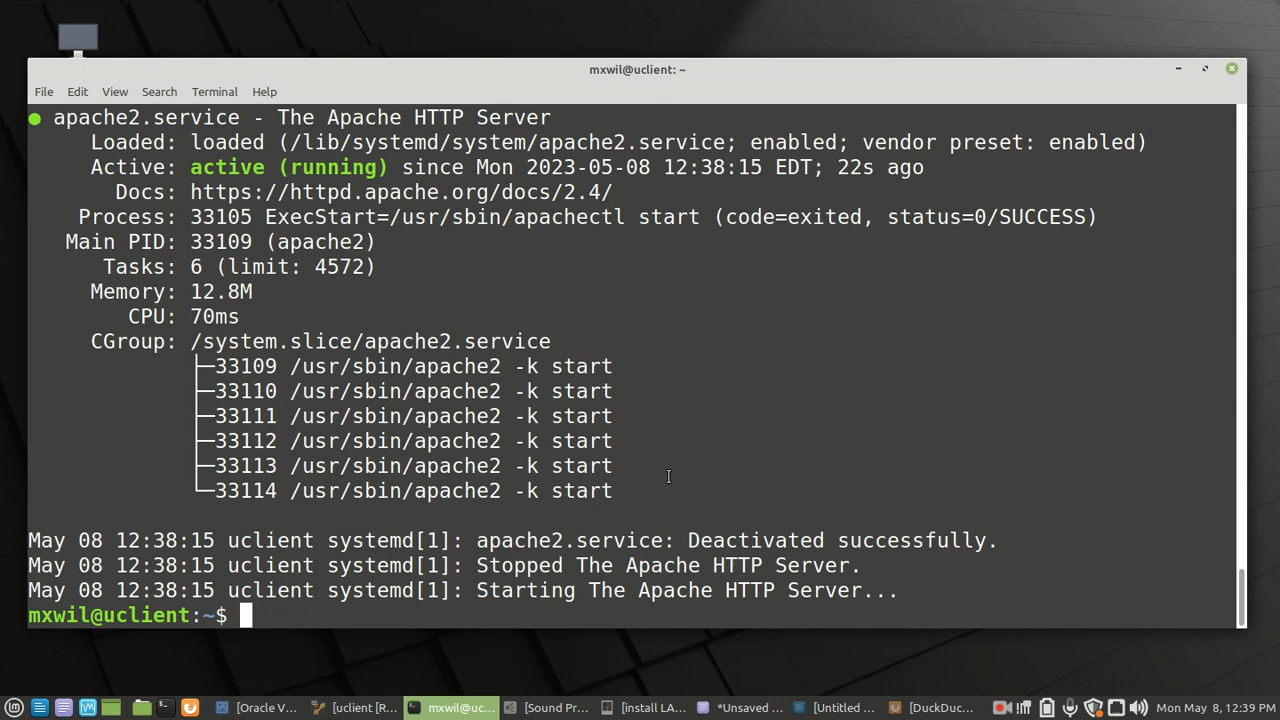 mxwil@uclient: ~
File Edit View Search Terminal Help
● apache2.service - The Apache HTTP Server
Loaded: loaded (/lib/systemd/system/apache2.service; enabled; vendor preset: enabled)
Active: active (running) since Mon 2023-05-08 12:38:15 EDT; 22s ago
Docs: https://httpd.apache.org/docs/2.4/
Process: 33105 ExecStart=/usr/sbin/apachectl start (code=exited, status=0/SUCCESS)
Main PID: 33109 (apache2)
Tasks: 6 (limit: 4572)
Memory: 12.8M
CPU: 70ms
CGroup: /system.slice/apache2.service
├─33109 /usr/sbin/apache2 -k start
├─33110 /usr/sbin/apache2 -k start
├─33111 /usr/sbin/apache2 -k start
├─33112 /usr/sbin/apache2 -k start
├─33113 /usr/sbin/apache2 -k start
└─33114 /usr/sbin/apache2 -k start
May 08 12:38:15 uclient systemd[1]: apache2.service: Deactivated successfully.
May 08 12:38:15 uclient systemd[1]: Stopped The Apache HTTP Server.
May 08 12:38:15 uclient systemd[1]: Starting The Apache HTTP Server...
mxwil@uclient:~$
[Oracle V... [uclient [R... mxwil@uc... [Sound Pr... [install LA... *Unsaved ... [Untitled ... [DuckDuc... Mon May 8, 12:39 PM